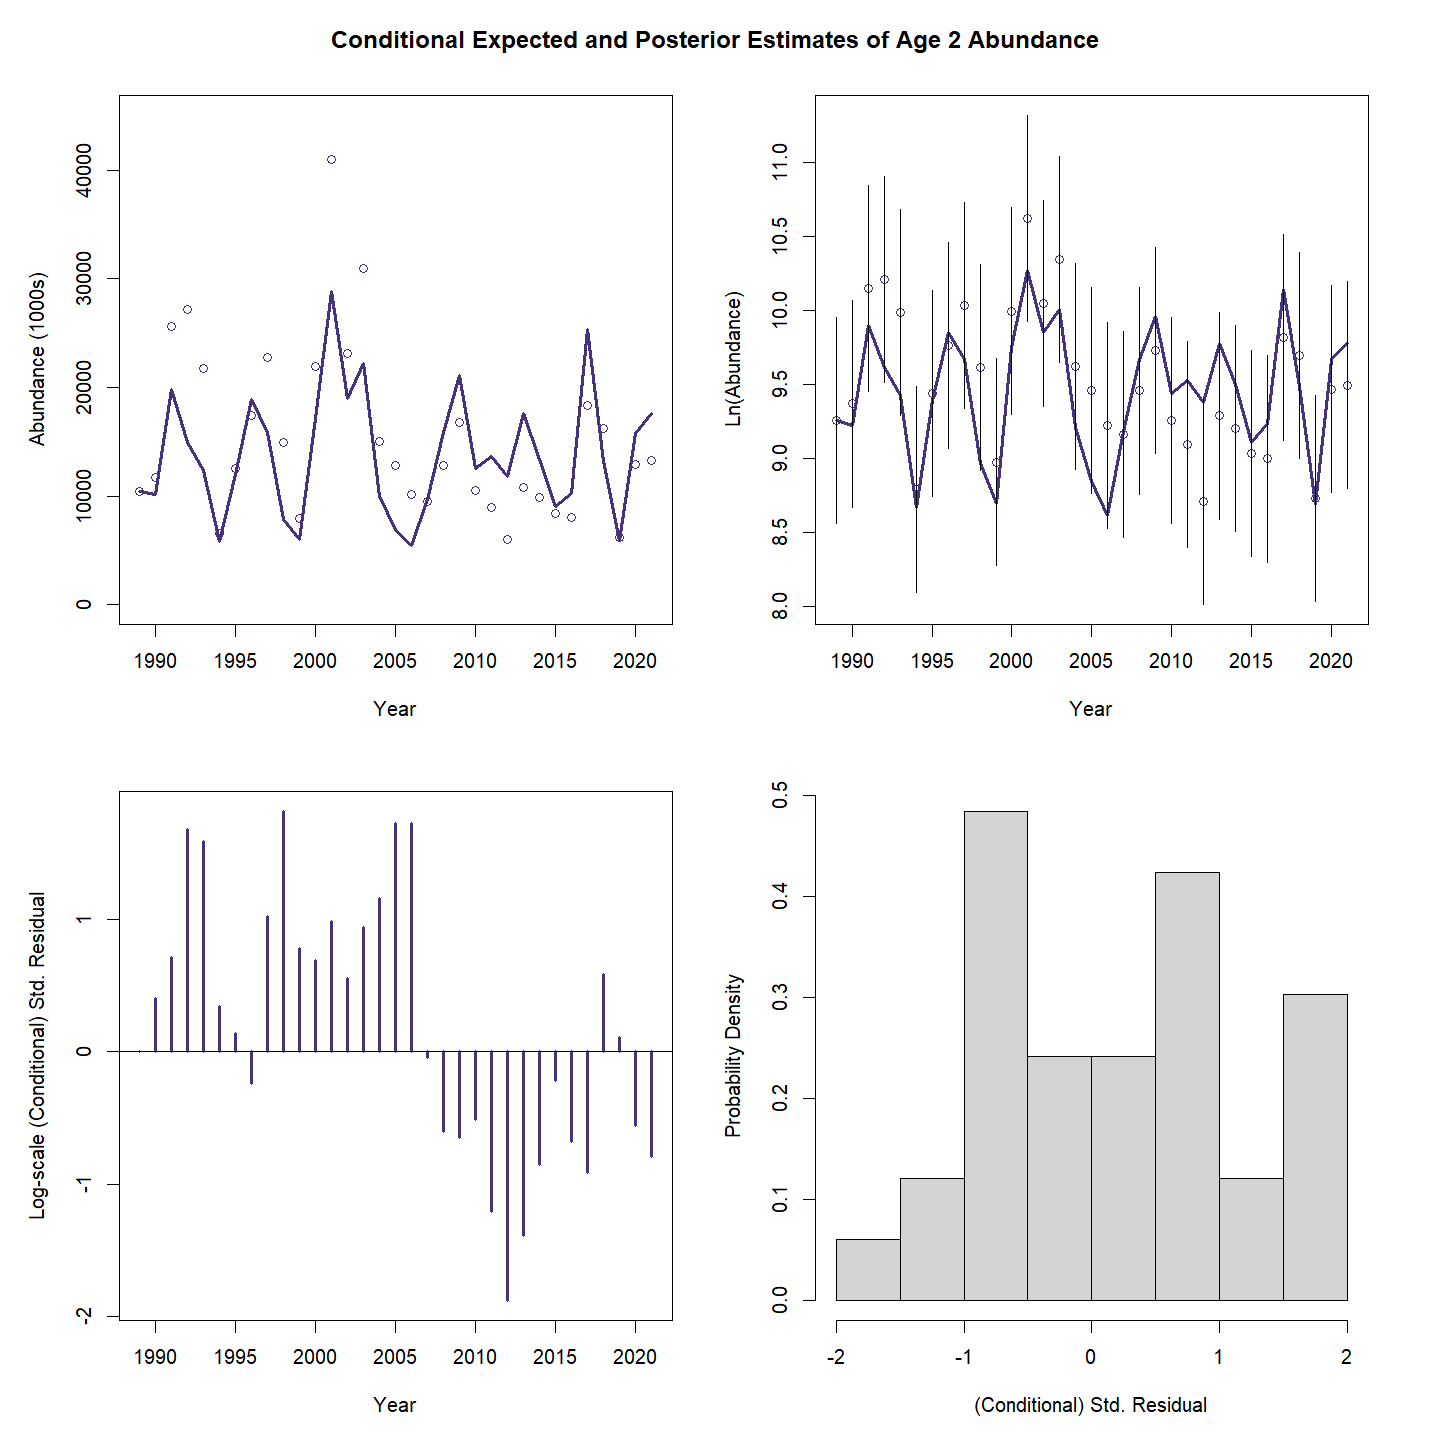 Conditional Expected and Posterior Estimates of Age 2 Abundance
Abundance (1000s)
40000
30000
20000
10000
0
1990 1995 2000 2005 2010 2015 2020
Year
Ln(Abundance)
11.0
10.5
10.0
9.5
9.0
8.5
8.0
1990 1995 2000 2005 2010 2015 2020
Year
Log-scale (Conditional) Std. Residual
1
0
-1
-2
1990 1995 2000 2005 2010 2015 2020
Year
Probability Density
0.5
0.4
0.3
0.2
0.1
0.0
-2 -1 0 1 2
(Conditional) Std. Residual